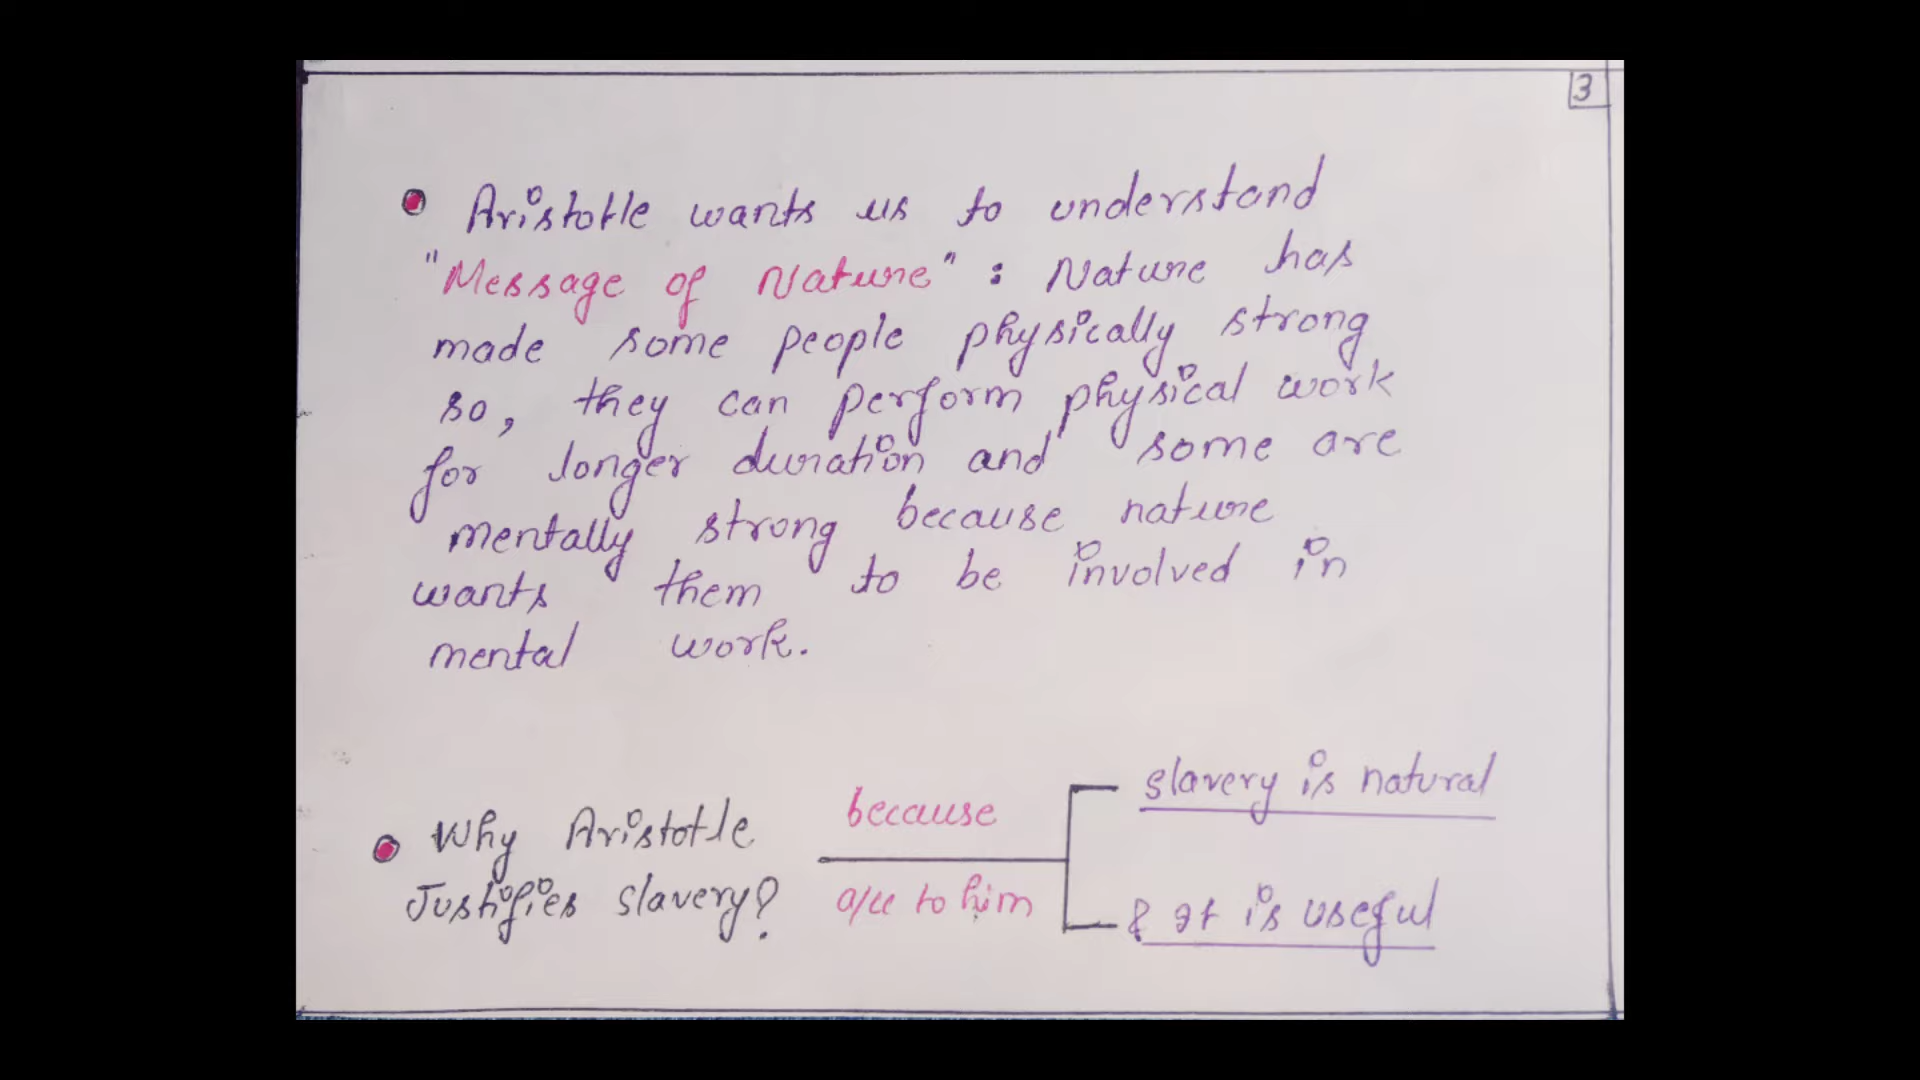 3
• Aristotle wants us to understand
"Message of Nature" : Nature has
made some people physically strong
so, they can perform physical work
for longer duration and some are
mentally strong because nature
wants them to be involved in
mental work.
• Why Aristotle
Justifies slavery?
because
a/c to him
slavery is natural
& It is useful